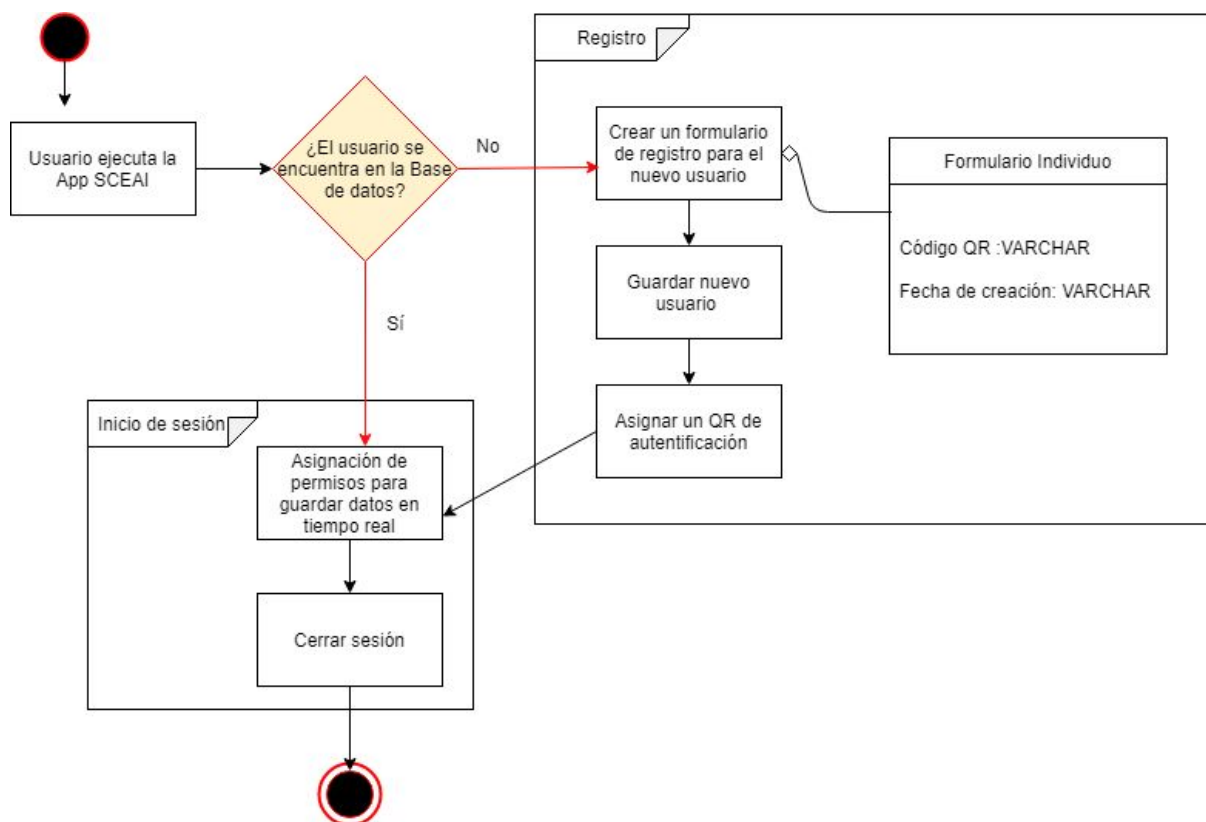 Registro
Usuario ejecuta la
App SCEAI
¿El usuario se
encuentra en la Base
de datos?
No
Crear un formulario
de registro para el
nuevo usuario
Formulario Individuo
Código QR :VARCHAR
Fecha de creación: VARCHAR
Guardar nuevo
usuario
Sí
Asignar un QR de
autentificación
Inicio de sesión
Asignación de
permisos para
guardar datos en
tiempo real
Cerrar sesión